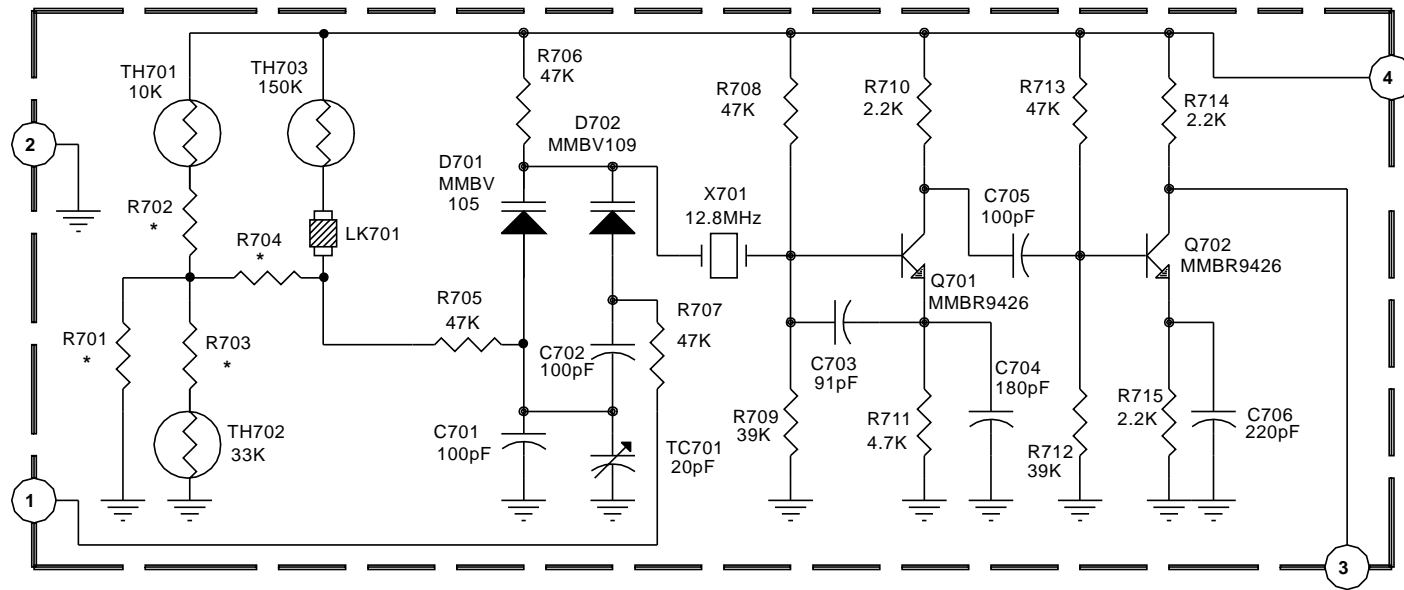 R706
47K
TH701
10K
TH703
150K
R708
47K
R710
2.2K
R713
47K
R714
2.2K
4
2
D702
MMBV109
D701
MMBV
105
X701
12.8MHz
C705
100pF
R702
*
R704
*
LK701
Q701
MMBR9426
Q702
MMBR9426
R705
47K
R707
47K
R701
*
R703
*
C702
100pF
C703
91pF
C704
180pF
R709
39K
R711
4.7K
R715
2.2K
C706
220pF
TH702
33K
C701
100pF
TC701
20pF
R712
39K
1
3